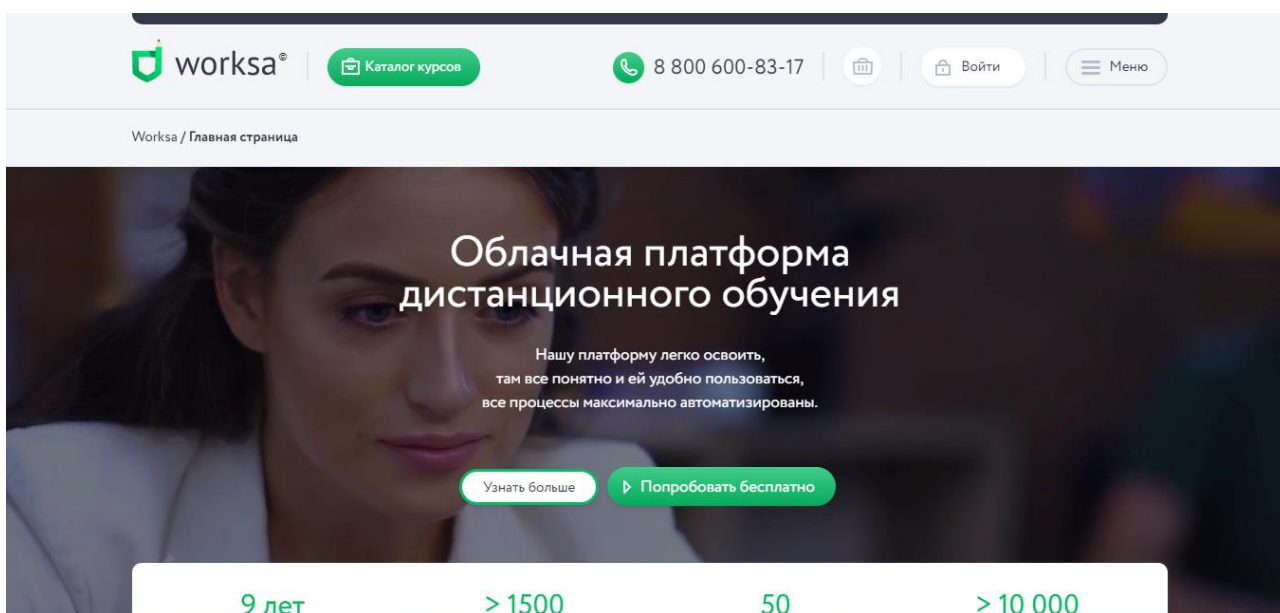 worksa®
Каталог курсов
8 800 600-83-17
Войти
Меню
Worksa / Главная страница
Облачная платформа
дистанционного обучения
Нашу платформу легко освоить,
там все понятно и ей удобно пользоваться,
все процессы максимально автоматизированы.
Узнать больше
Попробовать бесплатно
9 лет
> 1500
50
> 10 000